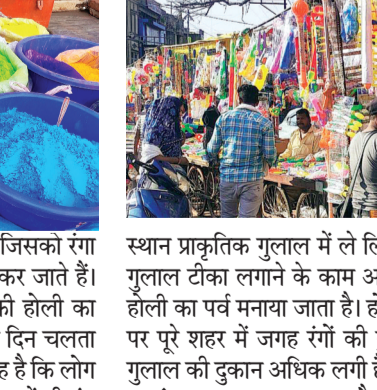 जिसको रंगा
कर जाते हैं।
की होली का
दिन चलता
ह है कि लोग
स्थान प्राकृतिक गुलाल में ले लि
गुलाल टीका लगाने के काम अ
होली का पर्व मनाया जाता है। हो
पर पूरे शहर में जगह रंगों की
गुलाल की दुकान अधिक लगी है